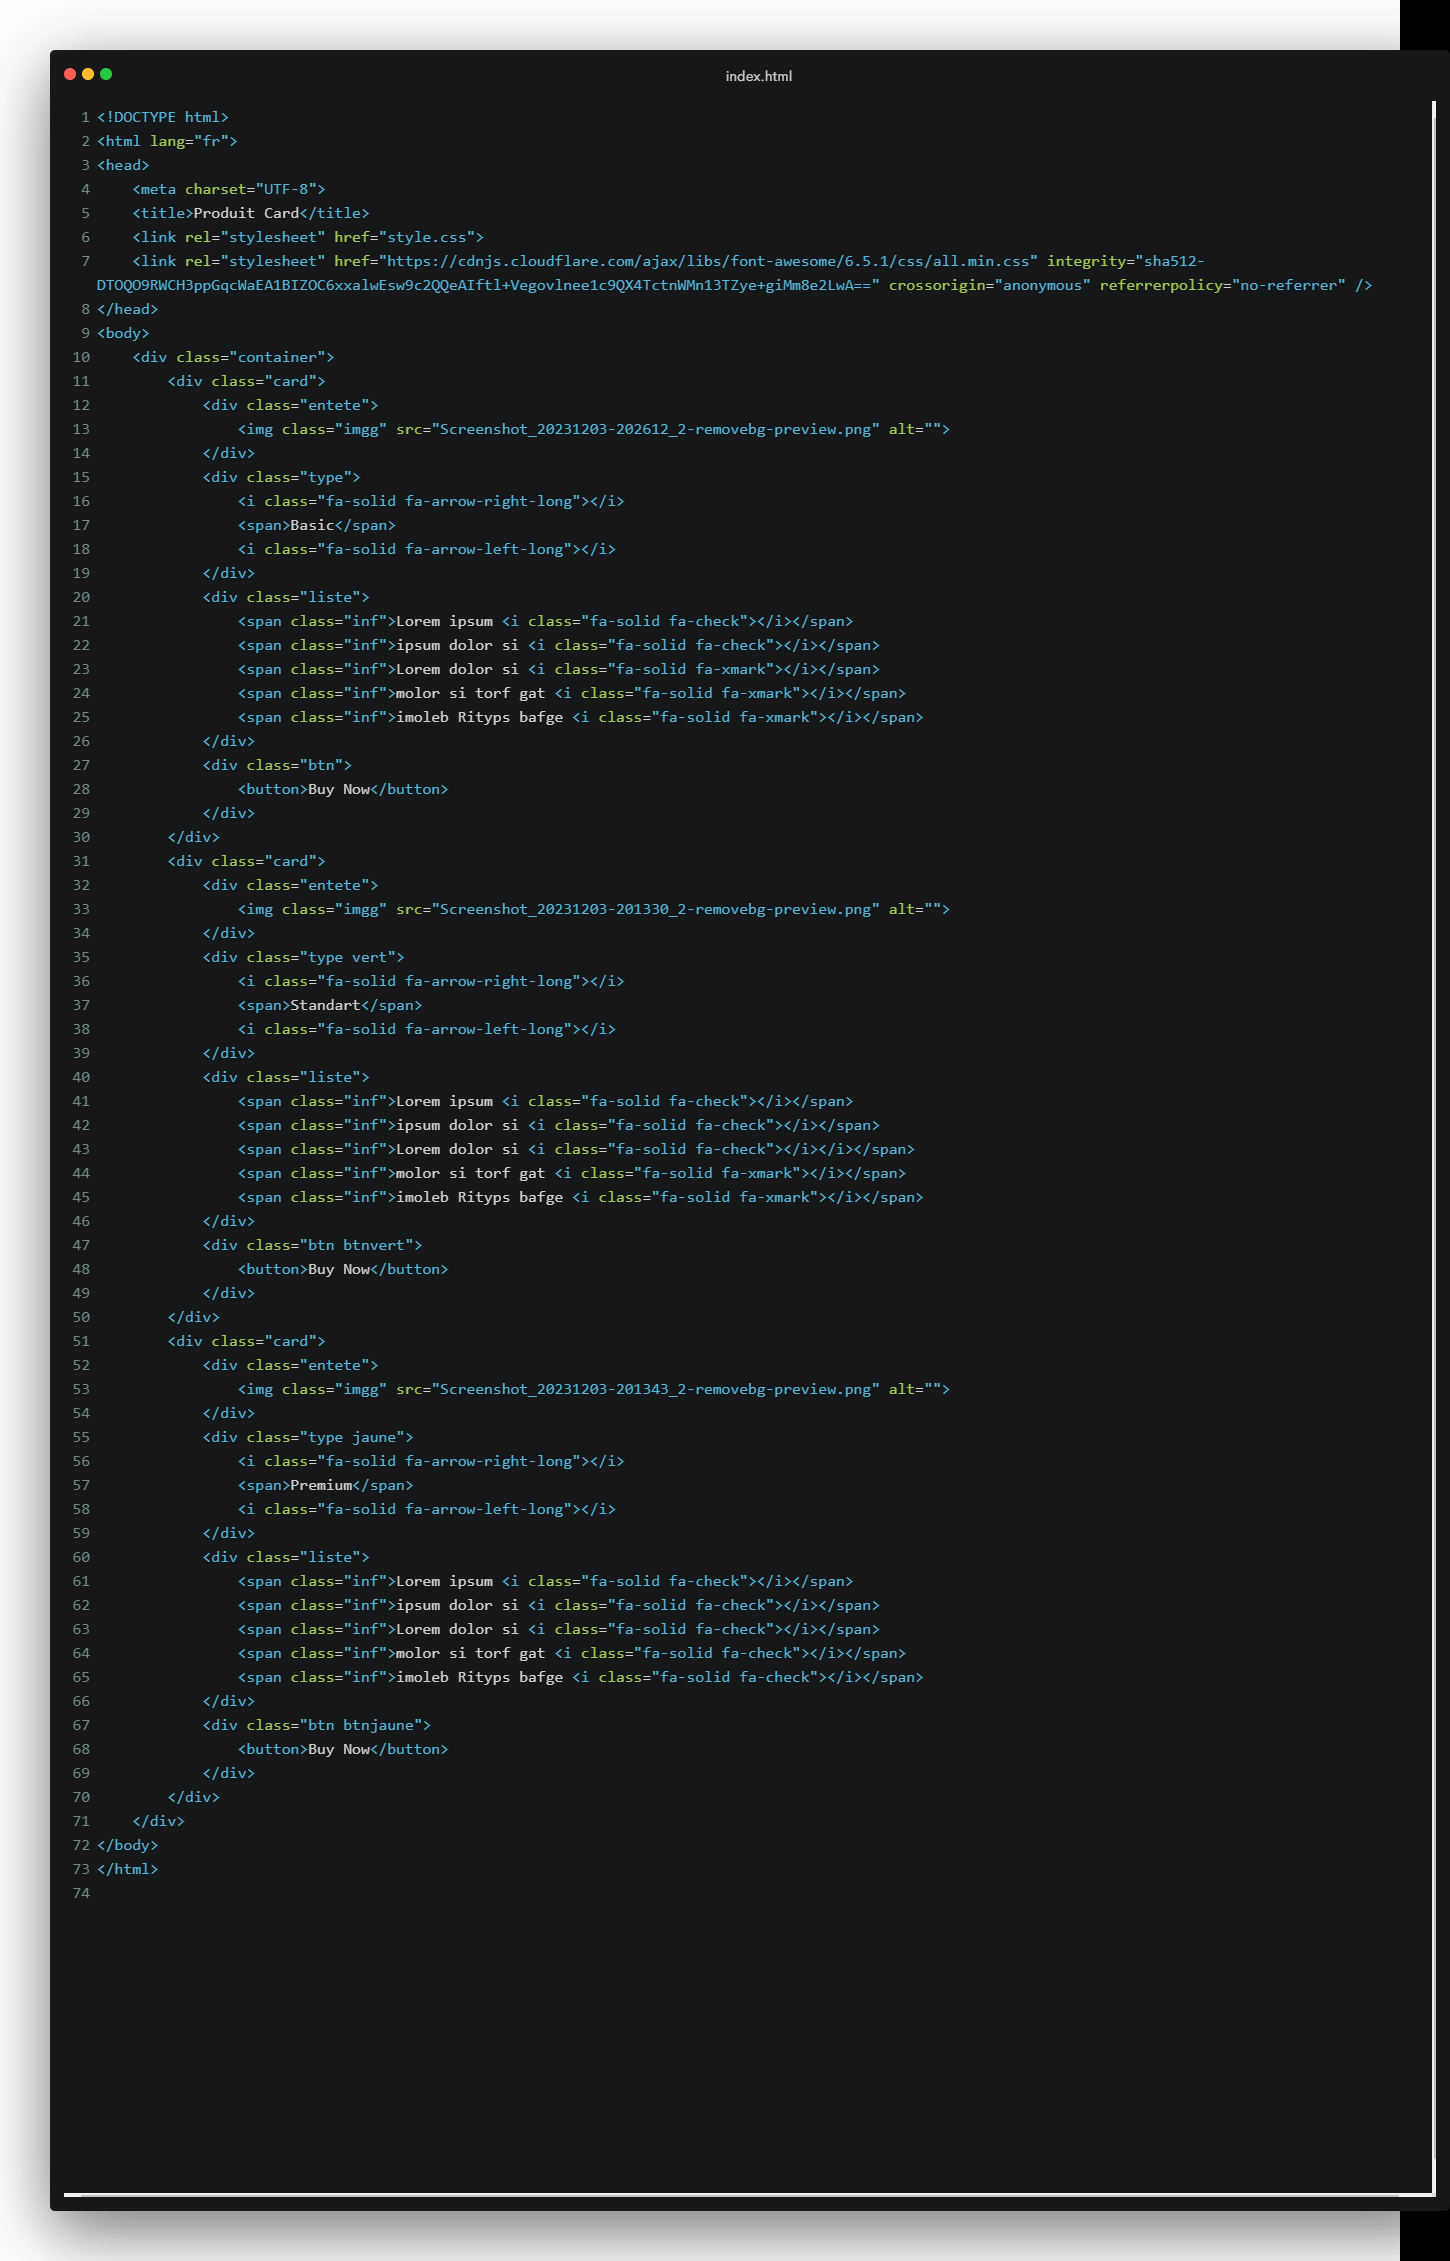 index.html
1 <!DOCTYPE html>
2 <html lang="fr">
3 <head>
4     <meta charset="UTF-8">
5     <title>Produit Card</title>
6     <link rel="stylesheet" href="style.css">
7     <link rel="stylesheet" href="https://cdnjs.cloudflare.com/ajax/libs/font-awesome/6.5.1/css/all.min.css" integrity="sha512-
DTOQO9RWCH3ppGqcWaEA1BIZOC6xxalwEsw9c2QQeAIftl+Vegovlnee1c9QX4TctnWMn13TZye+giMm8e2LwA==" crossorigin="anonymous" referrerpolicy="no-referrer" />
8 </head>
9 <body>
10     <div class="container">
11         <div class="card">
12             <div class="entete">
13                 <img class="imgg" src="Screenshot_20231203-202612_2-removebg-preview.png" alt="">
14             </div>
15             <div class="type">
16                 <i class="fa-solid fa-arrow-right-long"></i>
17                 <span>Basic</span>
18                 <i class="fa-solid fa-arrow-left-long"></i>
19             </div>
20             <div class="liste">
21                 <span class="inf">Lorem ipsum <i class="fa-solid fa-check"></i></span>
22                 <span class="inf">ipsum dolor si <i class="fa-solid fa-check"></i></span>
23                 <span class="inf">Lorem dolor si <i class="fa-solid fa-xmark"></i></span>
24                 <span class="inf">molor si torf gat <i class="fa-solid fa-xmark"></i></span>
25                 <span class="inf">imoleb Rityps bafge <i class="fa-solid fa-xmark"></i></span>
26             </div>
27             <div class="btn">
28                 <button>Buy Now</button>
29             </div>
30         </div>
31         <div class="card">
32             <div class="entete">
33                 <img class="imgg" src="Screenshot_20231203-201330_2-removebg-preview.png" alt="">
34             </div>
35             <div class="type vert">
36                 <i class="fa-solid fa-arrow-right-long"></i>
37                 <span>Standart</span>
38                 <i class="fa-solid fa-arrow-left-long"></i>
39             </div>
40             <div class="liste">
41                 <span class="inf">Lorem ipsum <i class="fa-solid fa-check"></i></span>
42                 <span class="inf">ipsum dolor si <i class="fa-solid fa-check"></i></span>
43                 <span class="inf">Lorem dolor si <i class="fa-solid fa-check"></i></i></span>
44                 <span class="inf">molor si torf gat <i class="fa-solid fa-xmark"></i></span>
45                 <span class="inf">imoleb Rityps bafge <i class="fa-solid fa-xmark"></i></span>
46             </div>
47             <div class="btn btnvert">
48                 <button>Buy Now</button>
49             </div>
50         </div>
51         <div class="card">
52             <div class="entete">
53                 <img class="imgg" src="Screenshot_20231203-201343_2-removebg-preview.png" alt="">
54             </div>
55             <div class="type jaune">
56                 <i class="fa-solid fa-arrow-right-long"></i>
57                 <span>Premium</span>
58                 <i class="fa-solid fa-arrow-left-long"></i>
59             </div>
60             <div class="liste">
61                 <span class="inf">Lorem ipsum <i class="fa-solid fa-check"></i></span>
62                 <span class="inf">ipsum dolor si <i class="fa-solid fa-check"></i></span>
63                 <span class="inf">Lorem dolor si <i class="fa-solid fa-check"></i></span>
64                 <span class="inf">molor si torf gat <i class="fa-solid fa-check"></i></span>
65                 <span class="inf">imoleb Rityps bafge <i class="fa-solid fa-check"></i></span>
66             </div>
67             <div class="btn btnjaune">
68                 <button>Buy Now</button>
69             </div>
70         </div>
71     </div>
72 </body>
73 </html>
74